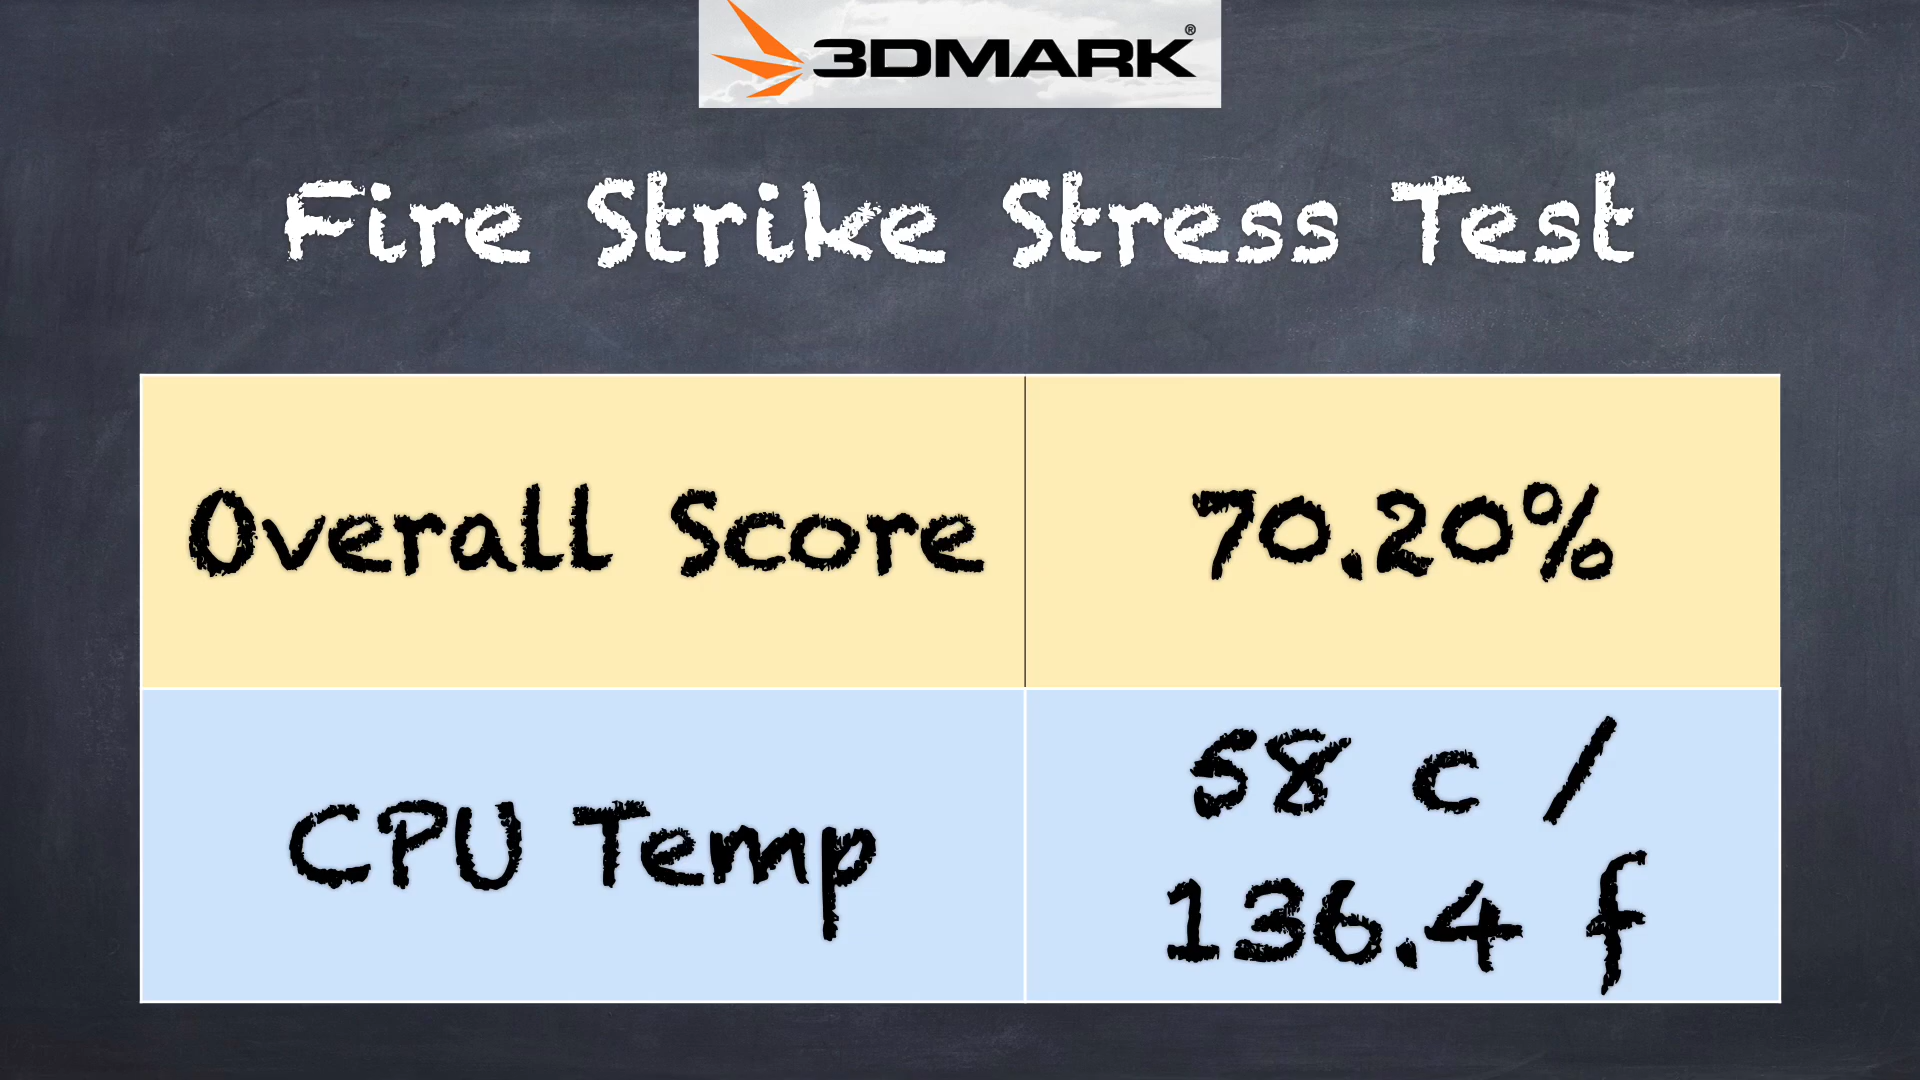 3DMARK®
Fire Strike Stress Test
Overall Score
70.20%
CPU Temp
58 c /
136.4 f